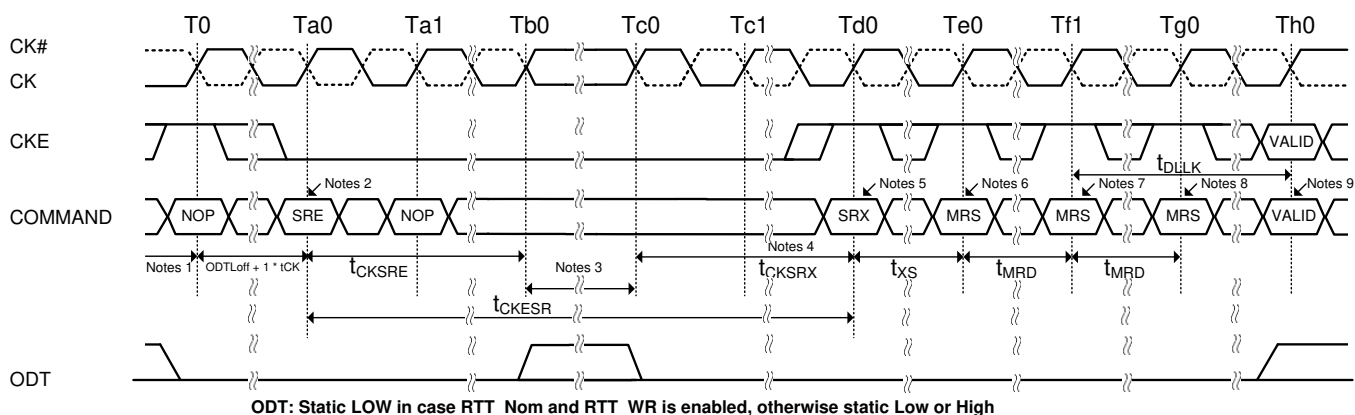 T0 Ta0 Ta1 Tb0 Tc0 Tc1 Td0 Te0 Tf1 Tg0 Th0
CK#
CK
CKE
VALID
tDLLK
Notes 2 Notes 5 Notes 6 Notes 7 Notes 8 Notes 9
COMMAND
NOP SRE NOP SRX MRS MRS MRS VALID
Notes 1 ODTLoff + 1 * tCK tCKSRE Notes 3 Notes 4 tCKSRX tXS tMRD tMRD
tCKESR
ODT
ODT: Static LOW in case RTT_Nom and RTT_WR is enabled, otherwise static Low or High